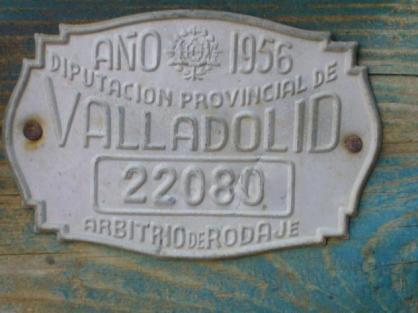 AÑO 1956
DIPUTACION PROVINCIAL DE
VALLADOLID
22080
ARBITRIO DE RODAJE